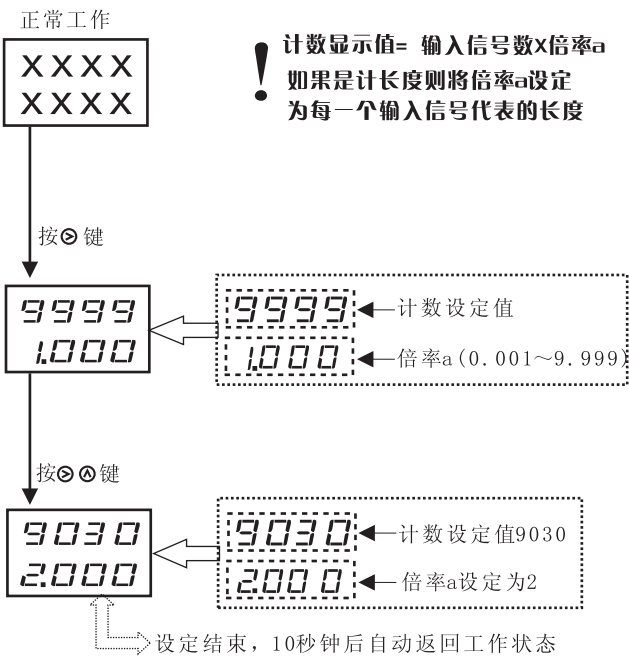 正常工作
XXXX
XXXX
! 计数显示值= 输入信号数X倍率a
如果是计长度则将倍率a设定
为每一个输入信号代表的长度
按键
9999
1.000
9999
计数设定值
1.000
倍率a(0.001～9.999)
按键
9030
2.000
9030
计数设定值9030
2.000
倍率a设定为2
设定结束，10秒钟后自动返回工作状态